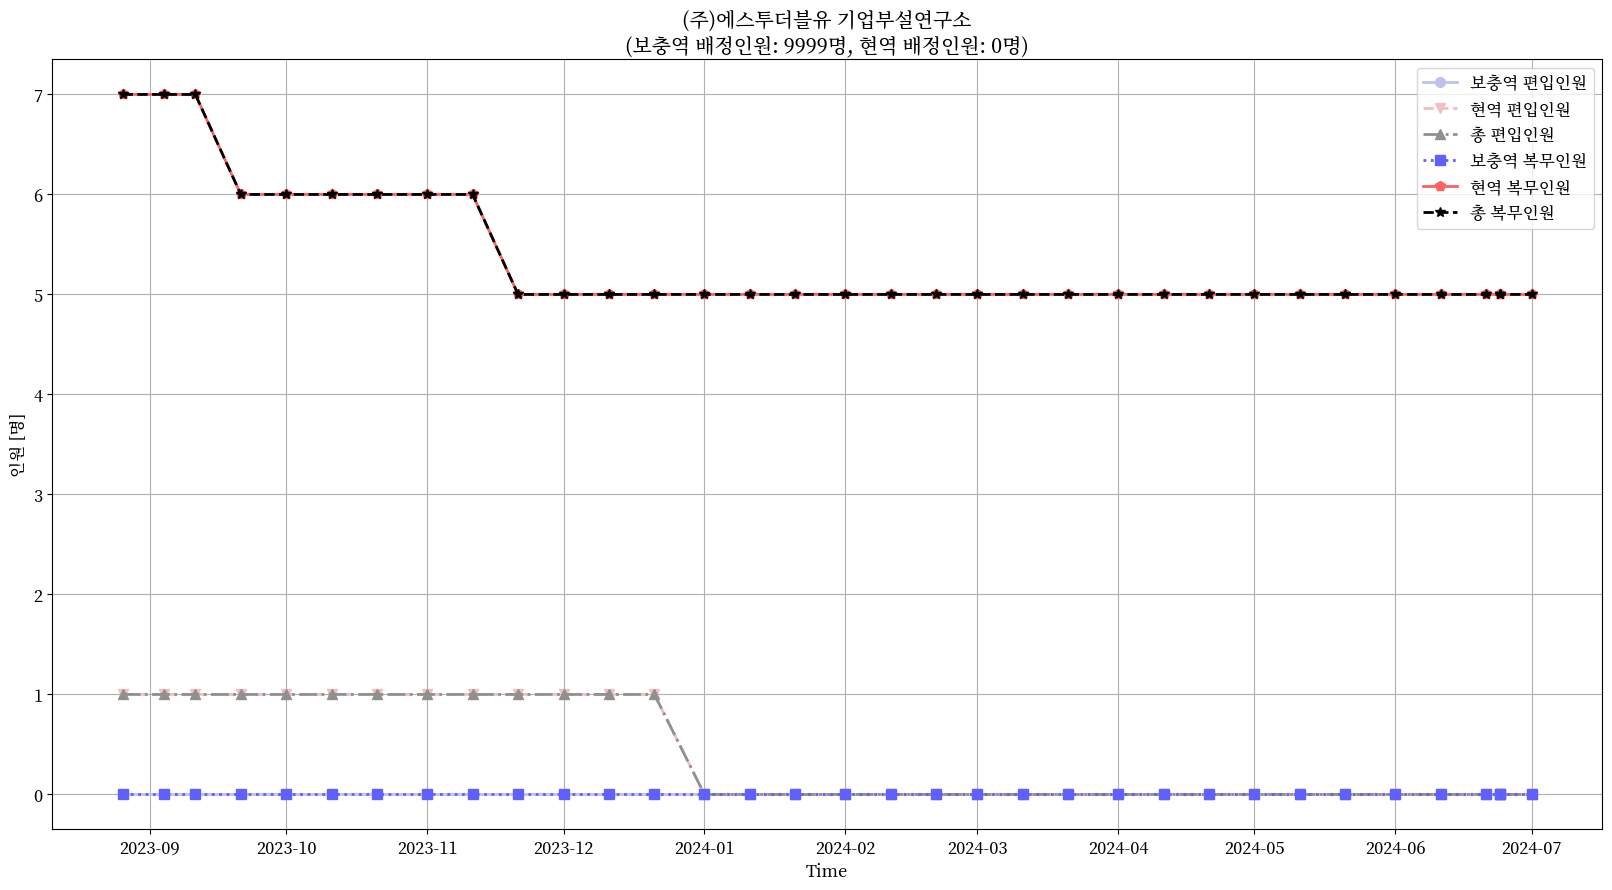 (주)에스투더블유 기업부설연구소
(보충역 배정인원: 9999명, 현역 배정인원: 0명)
보충역 편입인원
현역 편입인원
총 편입인원
보충역 복무인원
현역 복무인원
총 복무인원
인원 [명]
7
6
5
4
3
2
1
0
2023-09 2023-10 2023-11 2023-12 2024-01 2024-02 2024-03 2024-04 2024-05 2024-06 2024-07
Time